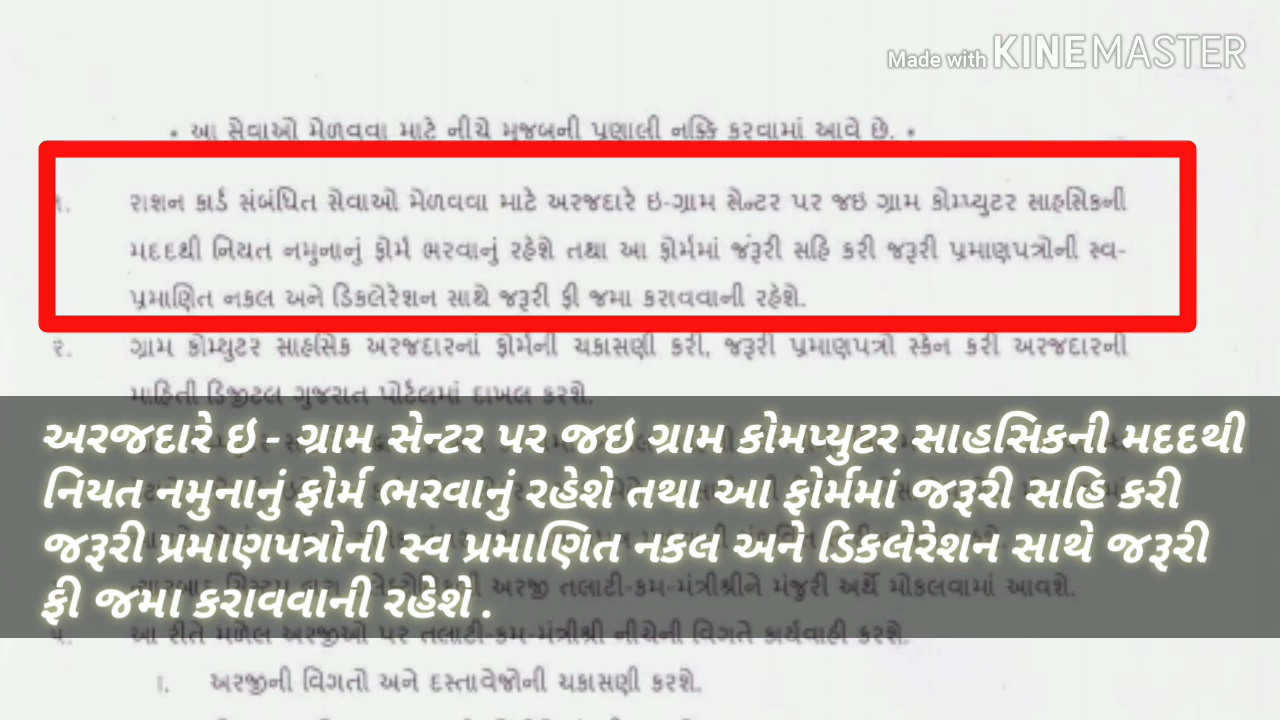 Made with KINEMASTER
• આ સેવાઓ મેળવવા માટે નીચે મુજબની પ્રણાલી નક્કિ કરવામાં આવે છે. •
૧. રાશન કાર્ડ સંબંધિત સેવાઓ મેળવવા માટે અરજદારે ઇ-ગ્રામ સેન્ટર પર જઇ ગ્રામ કોમ્પ્યુટર સાહસિકની
મદદથી નિયત નમુનાનું ફોર્મ ભરવાનું રહેશે તથા આ ફોર્મમાં જરૂરી સહિ કરી જરૂરી પ્રમાણપત્રોની સ્વ-
પ્રમાણિત નકલ અને ડિકલેરેશન સાથે જરૂરી ફી જમા કરાવવાની રહેશે.
ર. ગ્રામ કોમ્યુટર સાહસિક અરજદારનાં ફોર્મની ચકાસણી કરી, જરૂરી પ્રમાણપત્રો સ્કેન કરી અરજદારની
માહિતી ડિજીટલ ગુજરાત પોર્ટલમાં દાખલ કરશે.
અરજદારે ઇ - ગ્રામ સેન્ટર પર જઇ ગ્રામ કોમપ્યુટર સાહસિકની મદદથી
નિયત નમુનાનું ફોર્મ ભરવાનું રહેશે તથા આ ફોર્મમાં જરૂરી સહિ કરી
જરૂરી પ્રમાણપત્રોની સ્વ પ્રમાણિત નકલ અને ડિકલેરેશન સાથે જરૂરી
ફી જમા કરાવવાની રહેશે .
અરજી તલાટી-કમ-મંત્રીશ્રીને મંજુરી અર્થે મોકલવામાં આવશે.
૫. આ રીતે મળેલ અરજીઓ પર તલાટી-કમ-મંત્રીશ્રી નીચેની વિગતે કાર્યવાહી કરશે.
I. અરજીની વિગતો અને દસ્તાવેજોની ચકાસણી કરશે.